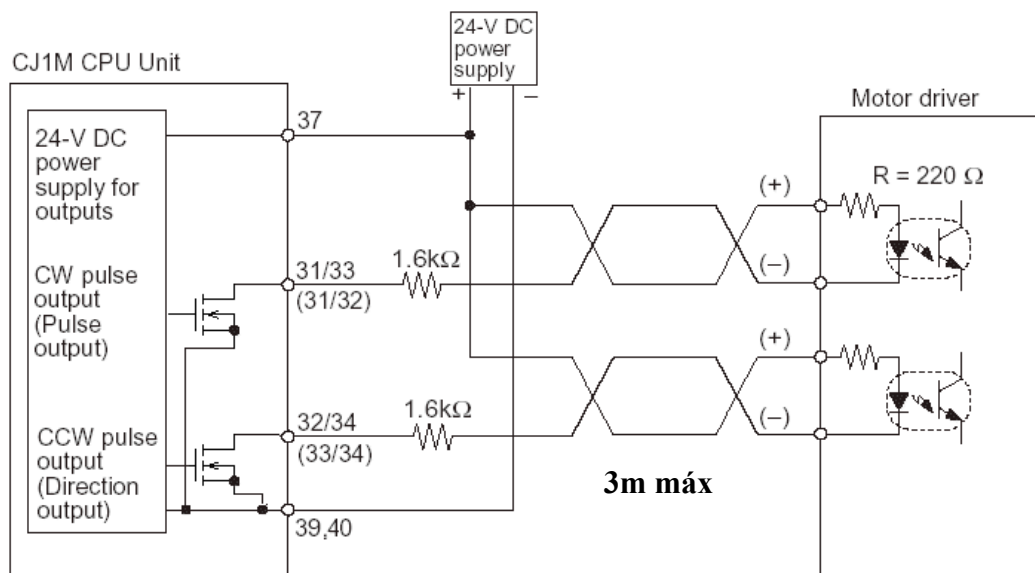 24-V DC
power
supply
+ −
CJ1M CPU Unit
Motor driver
24-V DC
power
supply for
outputs
37
(+)
R = 220 Ω
CW pulse
output
(Pulse
output)
31/33
(31/32)
1.6kΩ
(−)
(+)
CCW pulse
output
(Direction
output)
32/34
(33/34)
1.6kΩ
(−)
3m máx
39,40